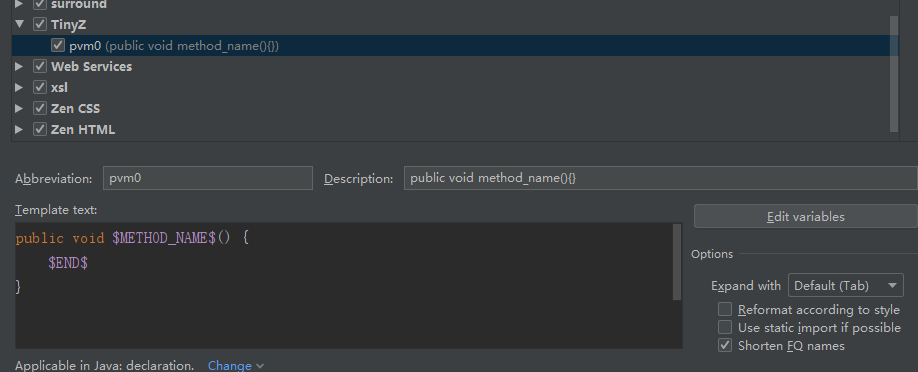 surround
TinyZ
pvm0 (public void method_name(){})
Web Services
xsl
Zen CSS
Zen HTML
Abbreviation: pvm0 Description: public void method_name(){}
Template text:
Edit variables
public void $METHOD_NAME$() {
$END$
}
Options
Expand with Default (Tab)
Reformat according to style
Use static import if possible
Shorten FQ names
Applicable in Java: declaration. Change